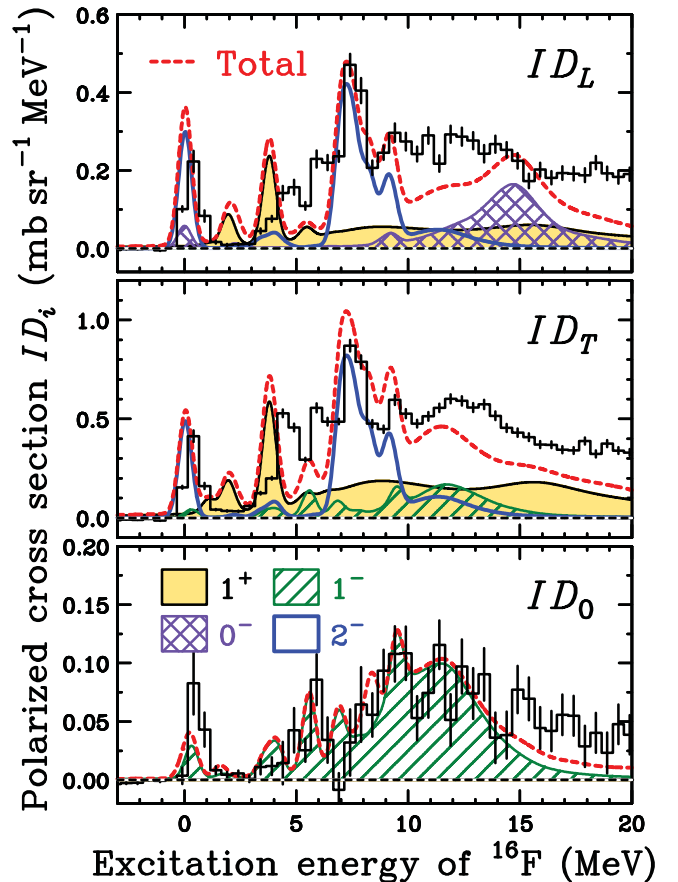 Polarized cross section ID_i (mb sr⁻¹ MeV⁻¹)
0.6
0.4
0.2
0.0
Total
ID_L
1.0
0.5
0.0
ID_T
0.20
0.15
0.10
0.05
0.00
1⁺
1⁻
0⁻
2⁻
ID_0
0 5 10 15 20
Excitation energy of ¹⁶F (MeV)